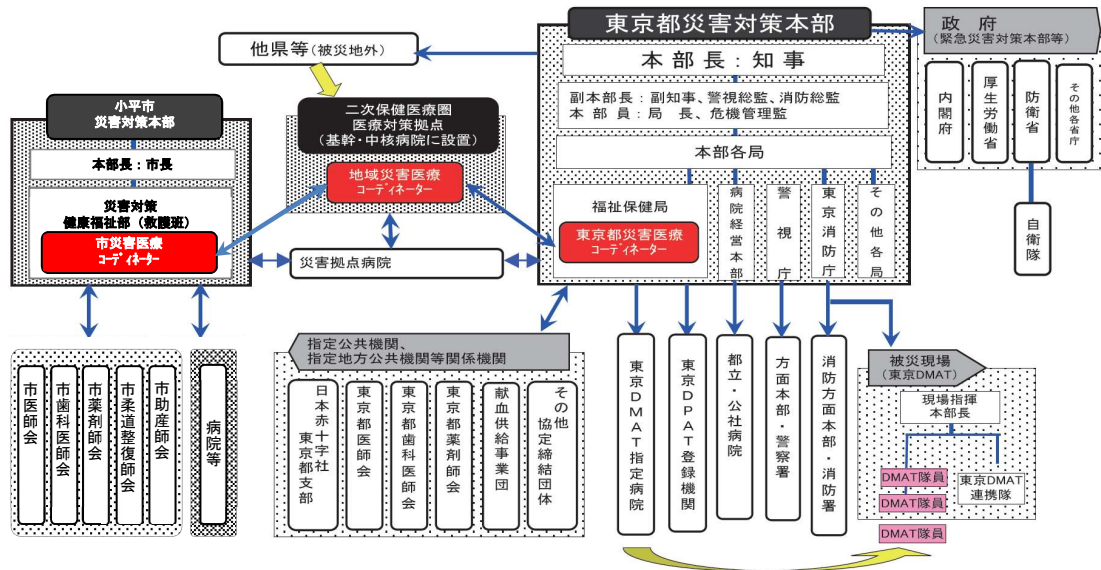 東京都災害対策本部
本部長：知事
副本部長：副知事、警視総監、消防総監
本 部 員：局　長、危機管理監
本部各局
福祉保健局
東京都災害医療
コーディネーター
病院経営本部
警視庁
東京消防庁
その他各局
政　府
（緊急災害対策本部等）
内閣府
厚生労働省
防衛省
その他各省庁
自衛隊
他県等（被災地外）
二次保健医療圏
医療対策拠点
（基幹・中核病院に設置）
地域災害医療
コーディネーター
災害拠点病院
小平市
災害対策本部
本部長：市長
災害対策
健康福祉部（救護班）
市災害医療
コーディネーター
市医師会
市歯科医師会
市薬剤師会
市柔道整復師会
市助産師会
病院等
指定公共機関、
指定地方公共機関等関係機関
日本赤十字社
東京都支部
東京都医師会
東京都歯科医師会
東京都薬剤師会
献血供給事業団
その他
協定締結団体
東京DMAT指定病院
東京DPAT登録機関
都立・公社病院
方面本部・警察署
消防方面本部・消防署
被災現場
（東京DMAT）
現場指揮
本部長
DMAT隊員
DMAT隊員
DMAT隊員
東京DMAT
連携隊